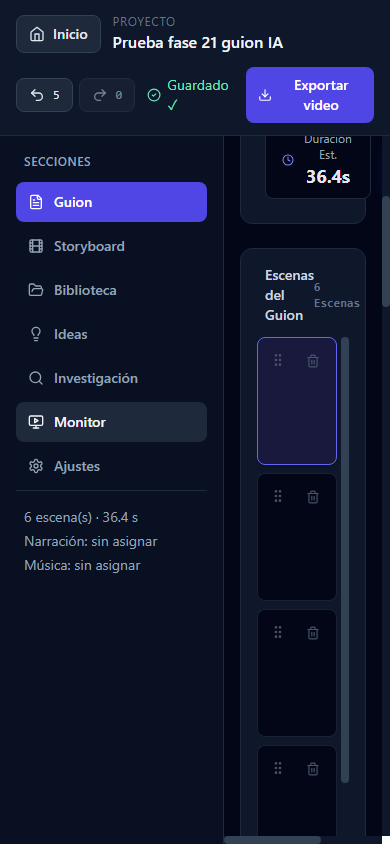 Inicio
PROYECTO
Prueba fase 21 guion IA
5
0
Guardado
✓
Exportar
video
SECCIONES
Guion
Storyboard
Biblioteca
Ideas
Investigación
Monitor
Ajustes
6 escena(s) · 36.4 s
Narración: sin asignar
Música: sin asignar
Duración
Est.
36.4s
Escenas
del
Guion
6
Escenas